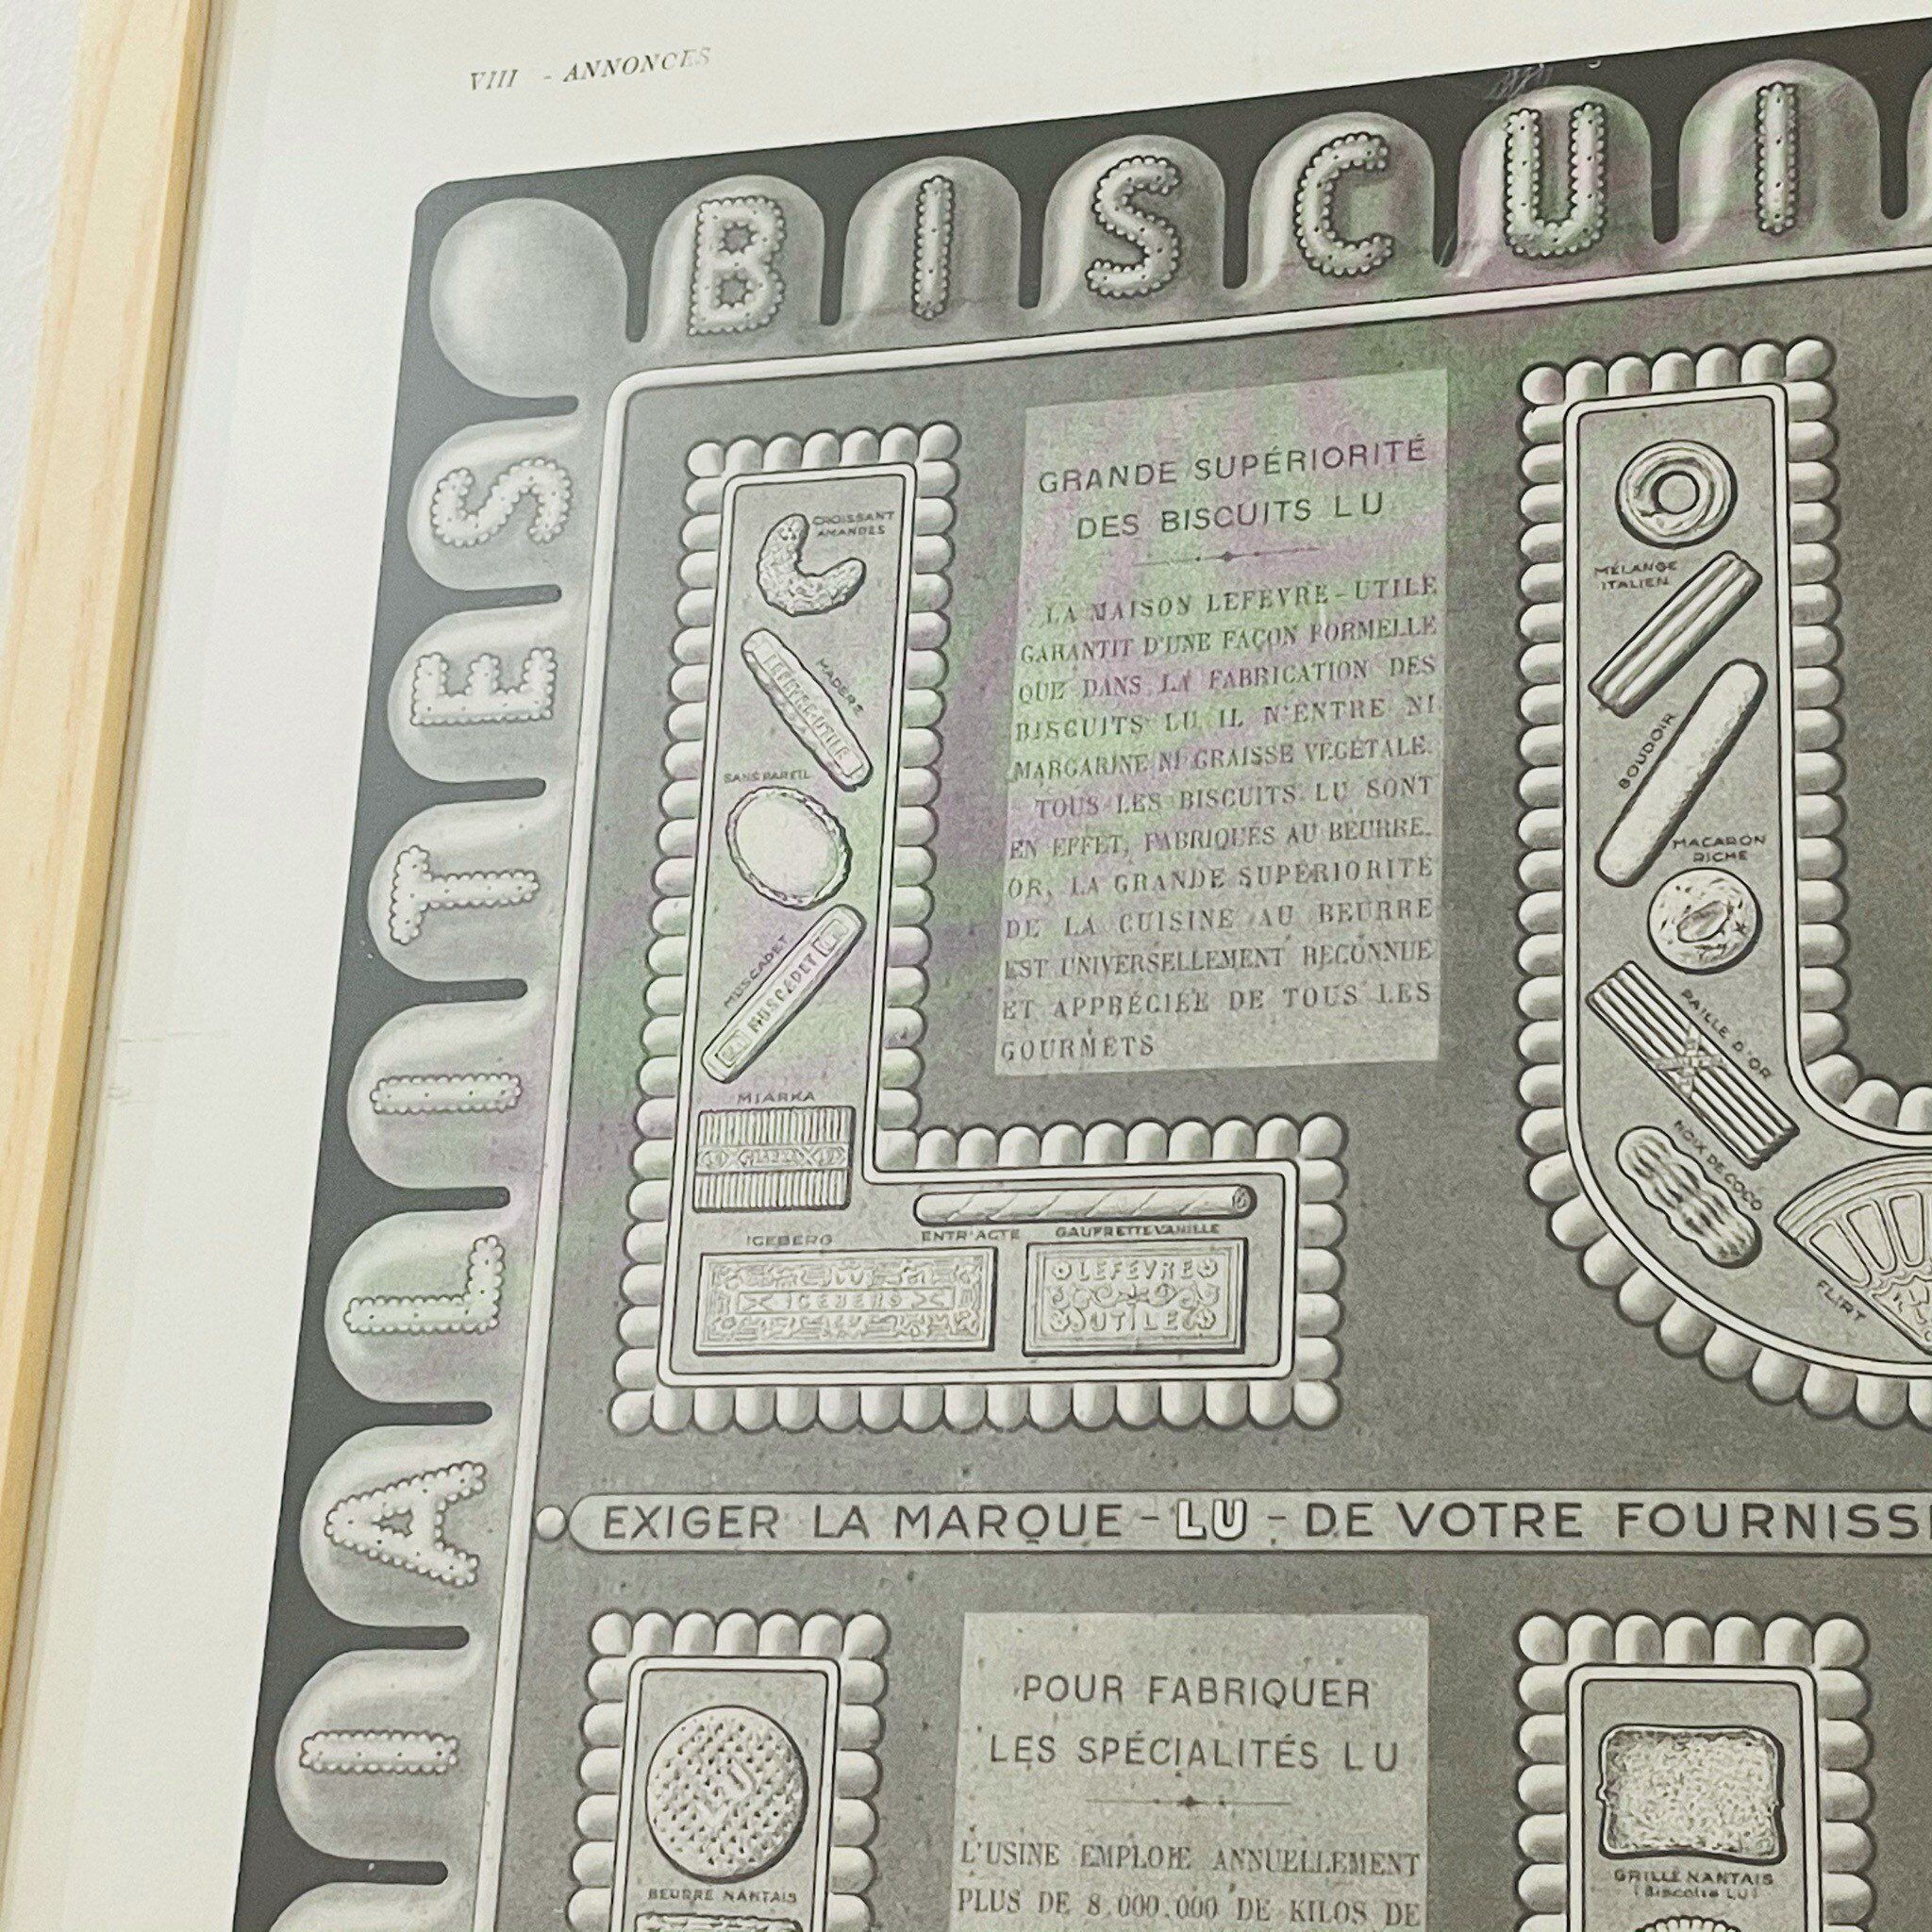 VIII - ANNONCES
BISCUI
SPÉCIALITES
GRANDE SUPÉRIORITÉ
DES BISCUITS LU
LA MAISON LEFÈVRE-UTILE
GARANTIT D'UNE FAÇON FORMELLE
QUE DANS LA FABRICATION DES
BISCUITS LU IL N'ENTRE NI
MARGARINE NI GRAISSE VÉGÉTALE.
TOUS LES BISCUITS LU SONT
EN EFFET, FABRIQUÉS AU BEURRE.
OR, LA GRANDE SUPÉRIORITÉ
DE LA CUISINE AU BEURRE
EST UNIVERSELLEMENT RECONNUE
ET APPRÉCIÉE DE TOUS LES
GOURMETS
CROISSANT
AMANDES
MADÈRE
LEFÈVRE-UTILE
SANS PAREIL
MUSCADET
MUSCADET
MIARKA
ENTR'ACTE
GAUFRETTE VANILLE
ICEBERG
ICEBERG
LEFÈVRE
UTILE
MÉLANGE
ITALIEN
BOUDOIR
MACARON
RICHE
PAILLE D'OR
NOIX DE COCO
FLIRT
EXIGER LA MARQUE - LU - DE VOTRE FOURNISS
POUR FABRIQUER
LES SPÉCIALITÉS LU
L'USINE EMPLOIE ANNUELLEMENT
PLUS DE 8.000.000 DE KILOS DE
BEURRE NANTAIS
GRILLÉ NANTAIS
(Biscotte LU)